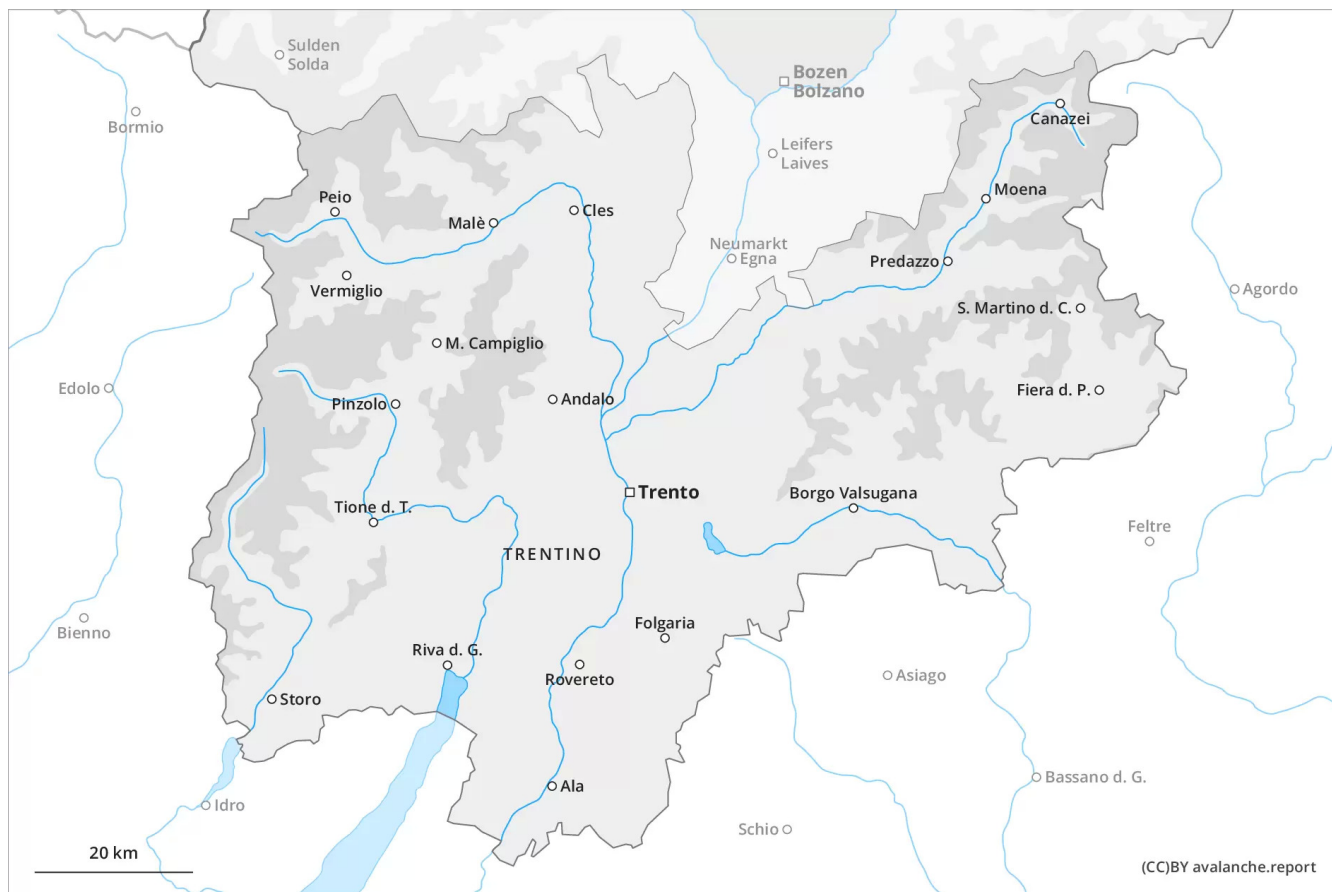 Sulden
Solda
Bozen
Bolzano
Bormio
Canazei
Leifers
Laives
Peio
Moena
Malè
Cles
Neumarkt
Egna
Predazzo
Vermiglio
Agordo
S. Martino d. C.
M. Campiglio
Edolo
Fiera d. P.
Pinzolo
Andalo
Trento
Borgo Valsugana
Tione d. T.
Feltre
TRENTINO
Bienno
Folgaria
Riva d. G.
Rovereto
Asiago
Storo
Bassano d. G.
Ala
Idro
Schio
20 km
(CC)BY avalanche.report